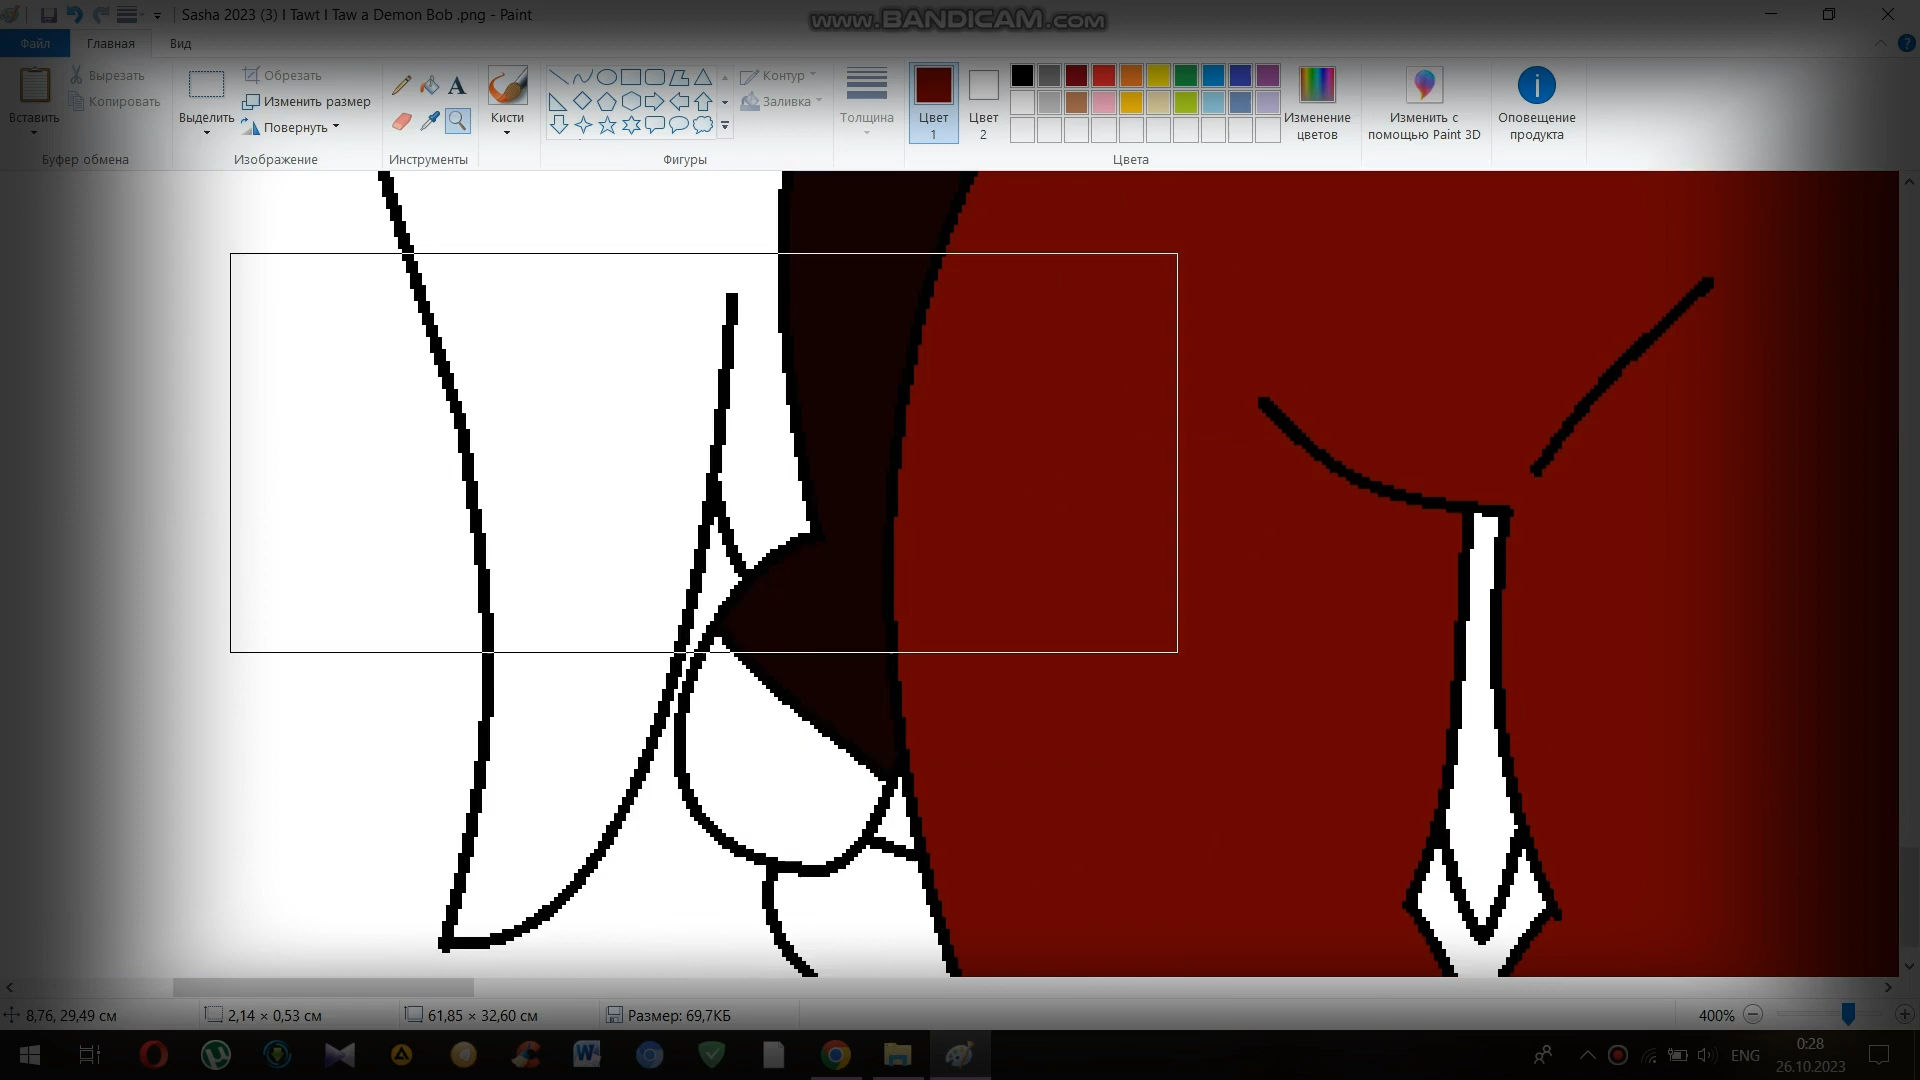 Sasha 2023 (3) I Tawt I Taw a Demon Bob .png - Paint
www.BANDICAM.com
Файл
Главная
Вид
Вставить
Вырезать
Копировать
Буфер обмена
Выделить
Обрезать
Изменить размер
Повернуть
Изображение
Инструменты
Кисти
Контур
Заливка
Фигуры
Толщина
Цвет
1
Цвет
2
Изменение
цветов
Цвета
Изменить с
помощью Paint 3D
Оповещение
продукта
8,76, 29,49 см
2,14 × 0,53 см
61,85 × 32,60 см
Размер: 69,7КБ
400%
ENG
0:28
26.10.2023